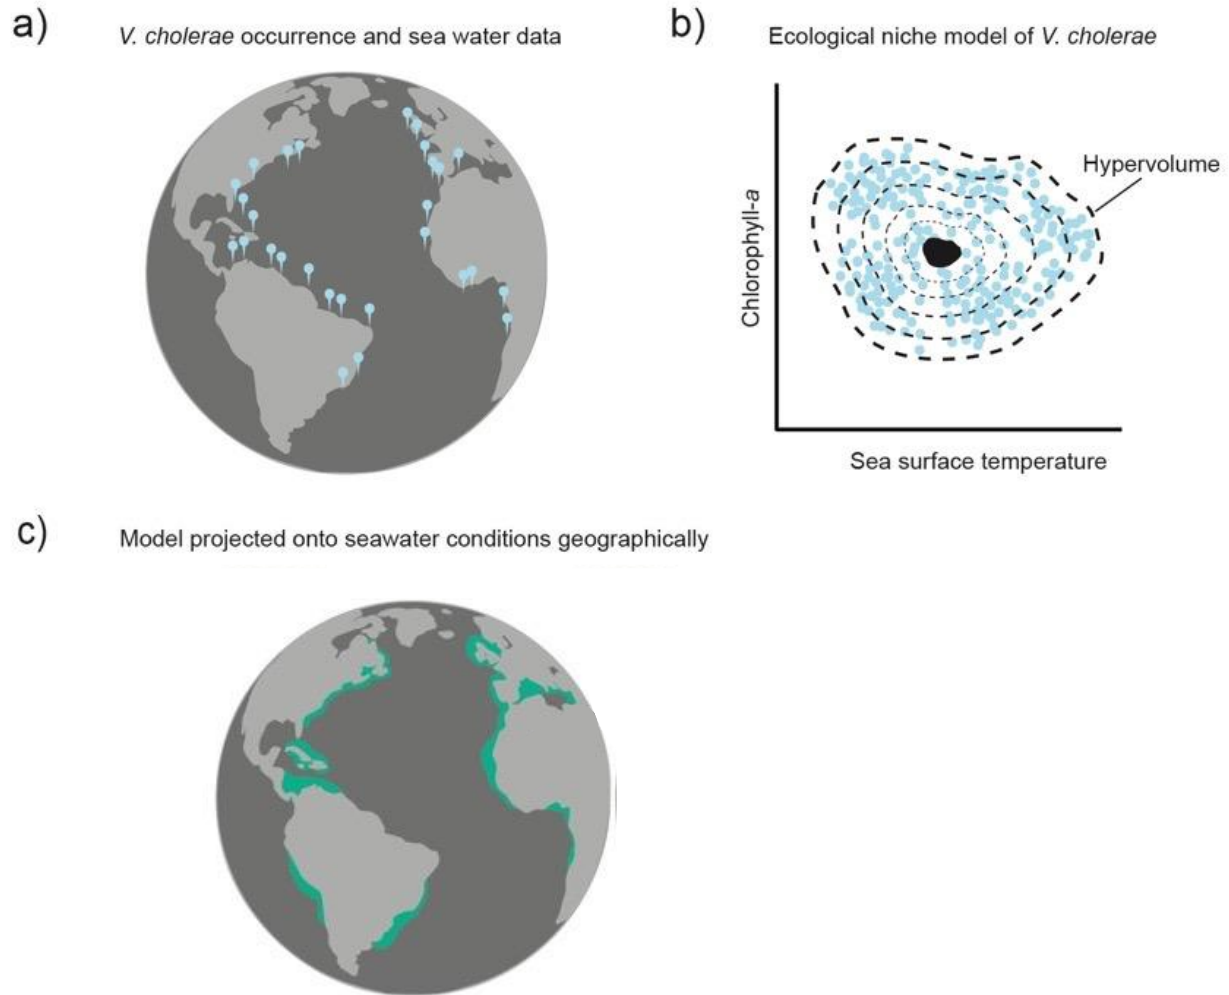 a)
V. cholerae occurrence and sea water data
b)
Ecological niche model of V. cholerae
Hypervolume
Chlorophyll-a
Sea surface temperature
c)
Model projected onto seawater conditions geographically